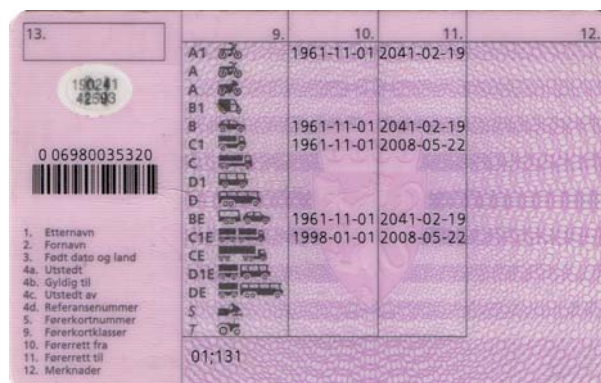 13.
9. 10. 11. 12.
190241
42593
0 06980035320
A1 1961-11-01 2041-02-19
A
A
B1
B 1961-11-01 2041-02-19
C1 1961-11-01 2008-05-22
C
D1
D
BE 1961-11-01 2041-02-19
C1E 1998-01-01 2008-05-22
CE
D1E
DE
S
T
01;131
1. Etternavn
2. Fornavn
3. Født dato og land
4a. Utstedt
4b. Gyldig til
4c. Utstedt av
4d. Referansenummer
5. Førerkortnummer
9. Førerkortklasser
10. Førerrett fra
11. Førerrett til
12. Merknader